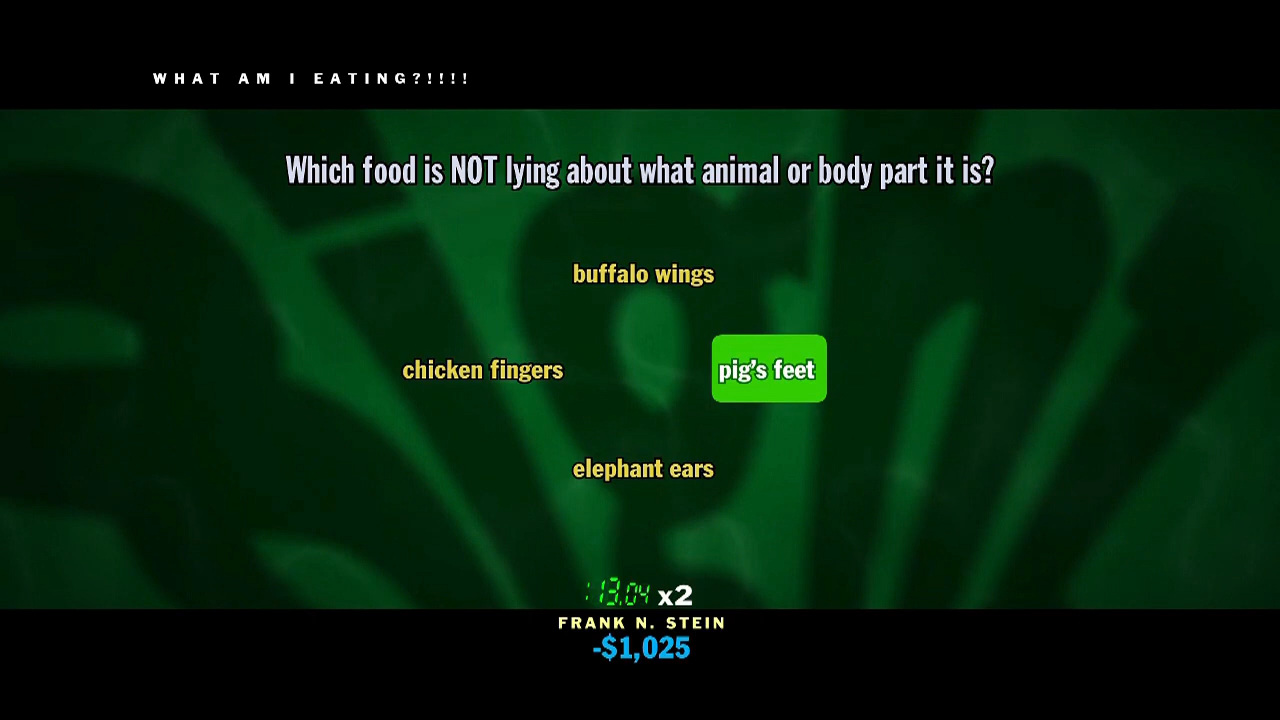 WHAT AM I EATING?!!!!
Which food is NOT lying about what animal or body part it is?
buffalo wings
chicken fingers
pig's feet
elephant ears
:13.04 x2
FRANK N. STEIN
-$1,025